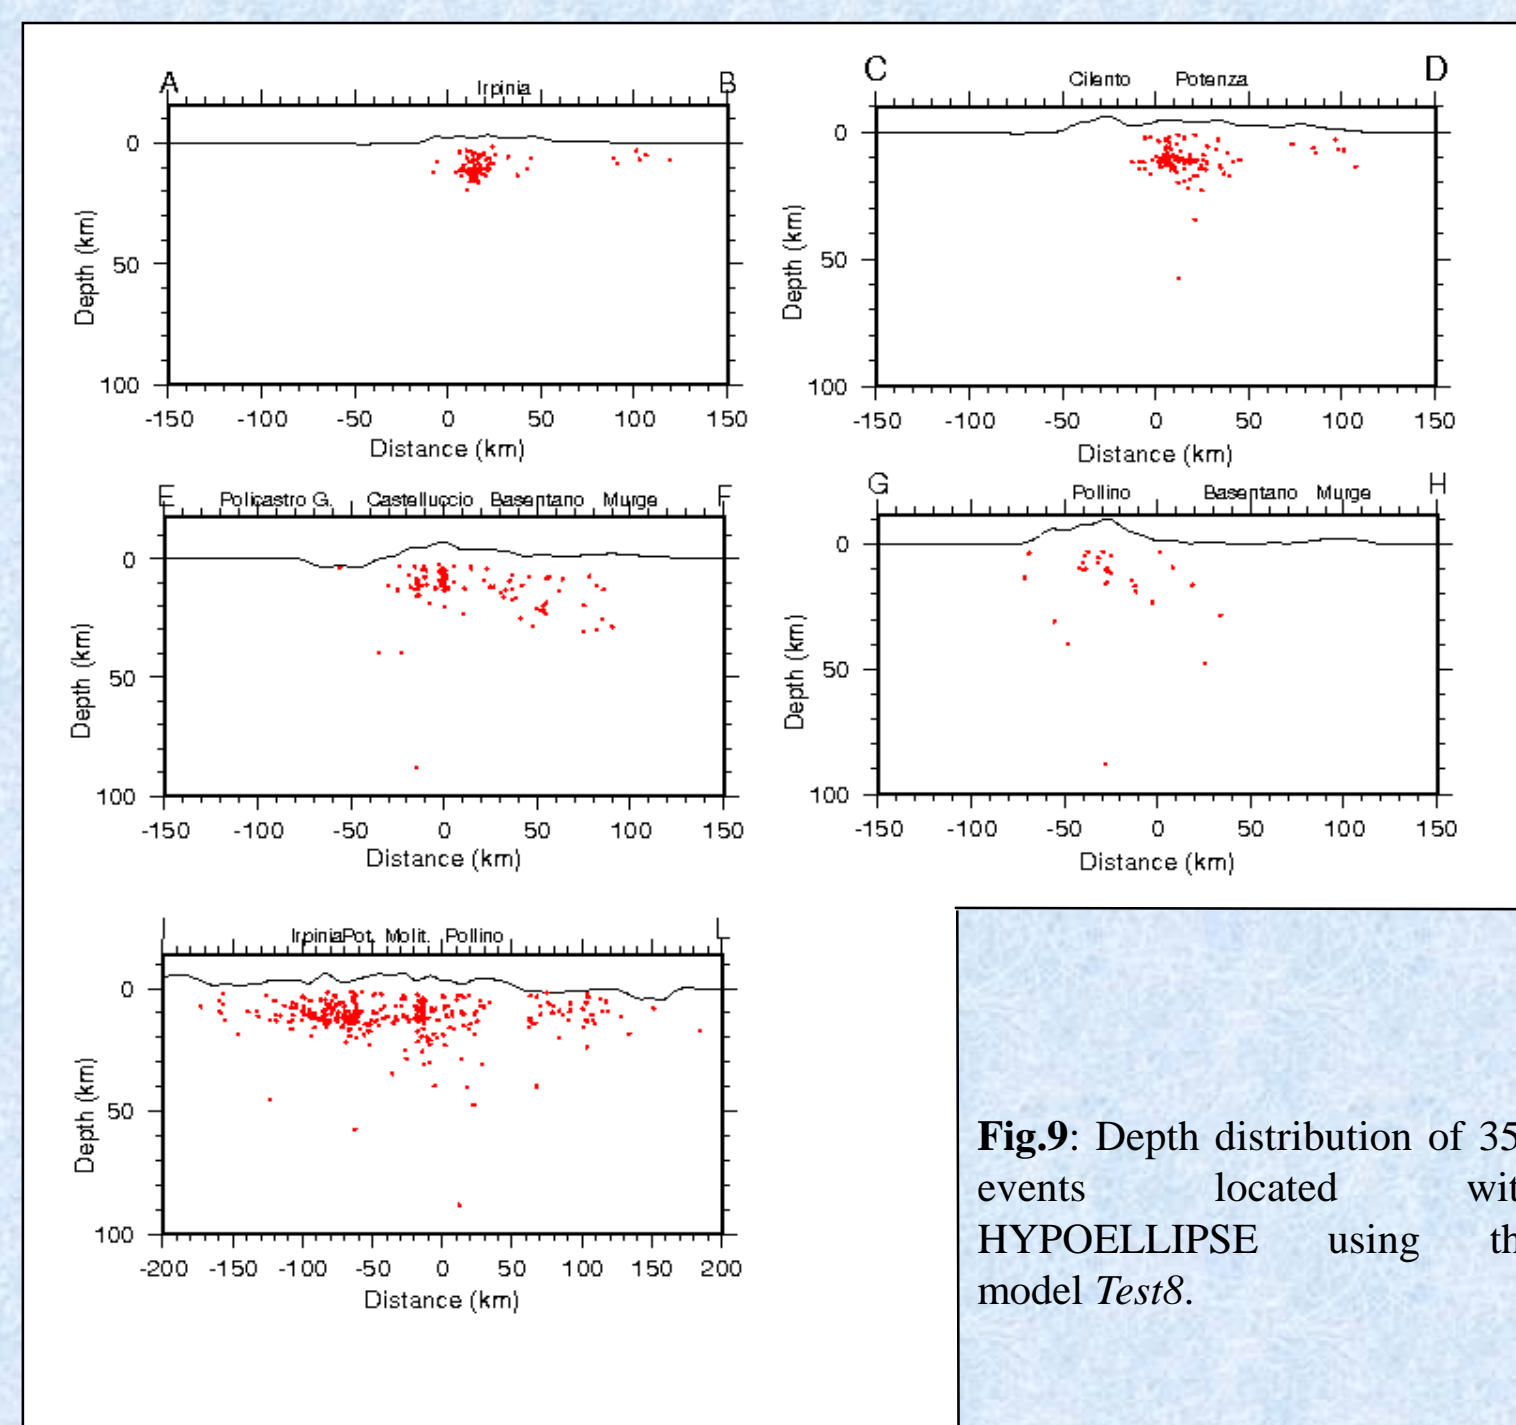 A Irpinia B
0
50
100
Depth (km)
-150 -100 -50 0 50 100 150
Distance (km)
C Cilento Potenza D
0
50
100
Depth (km)
-150 -100 -50 0 50 100 150
Distance (km)
E Policastro G. Castelluccio Basentano Murge F
0
50
100
Depth (km)
-150 -100 -50 0 50 100 150
Distance (km)
G Pollino Basentano Murge H
0
50
100
Depth (km)
-150 -100 -50 0 50 100 150
Distance (km)
I IrpiniaPot. Molit. Pollino L
0
50
100
Depth (km)
-200 -150 -100 -50 0 50 100 150 200
Distance (km)
Fig.9: Depth distribution of 35
events located wit
HYPOELLIPSE using th
model Test8.